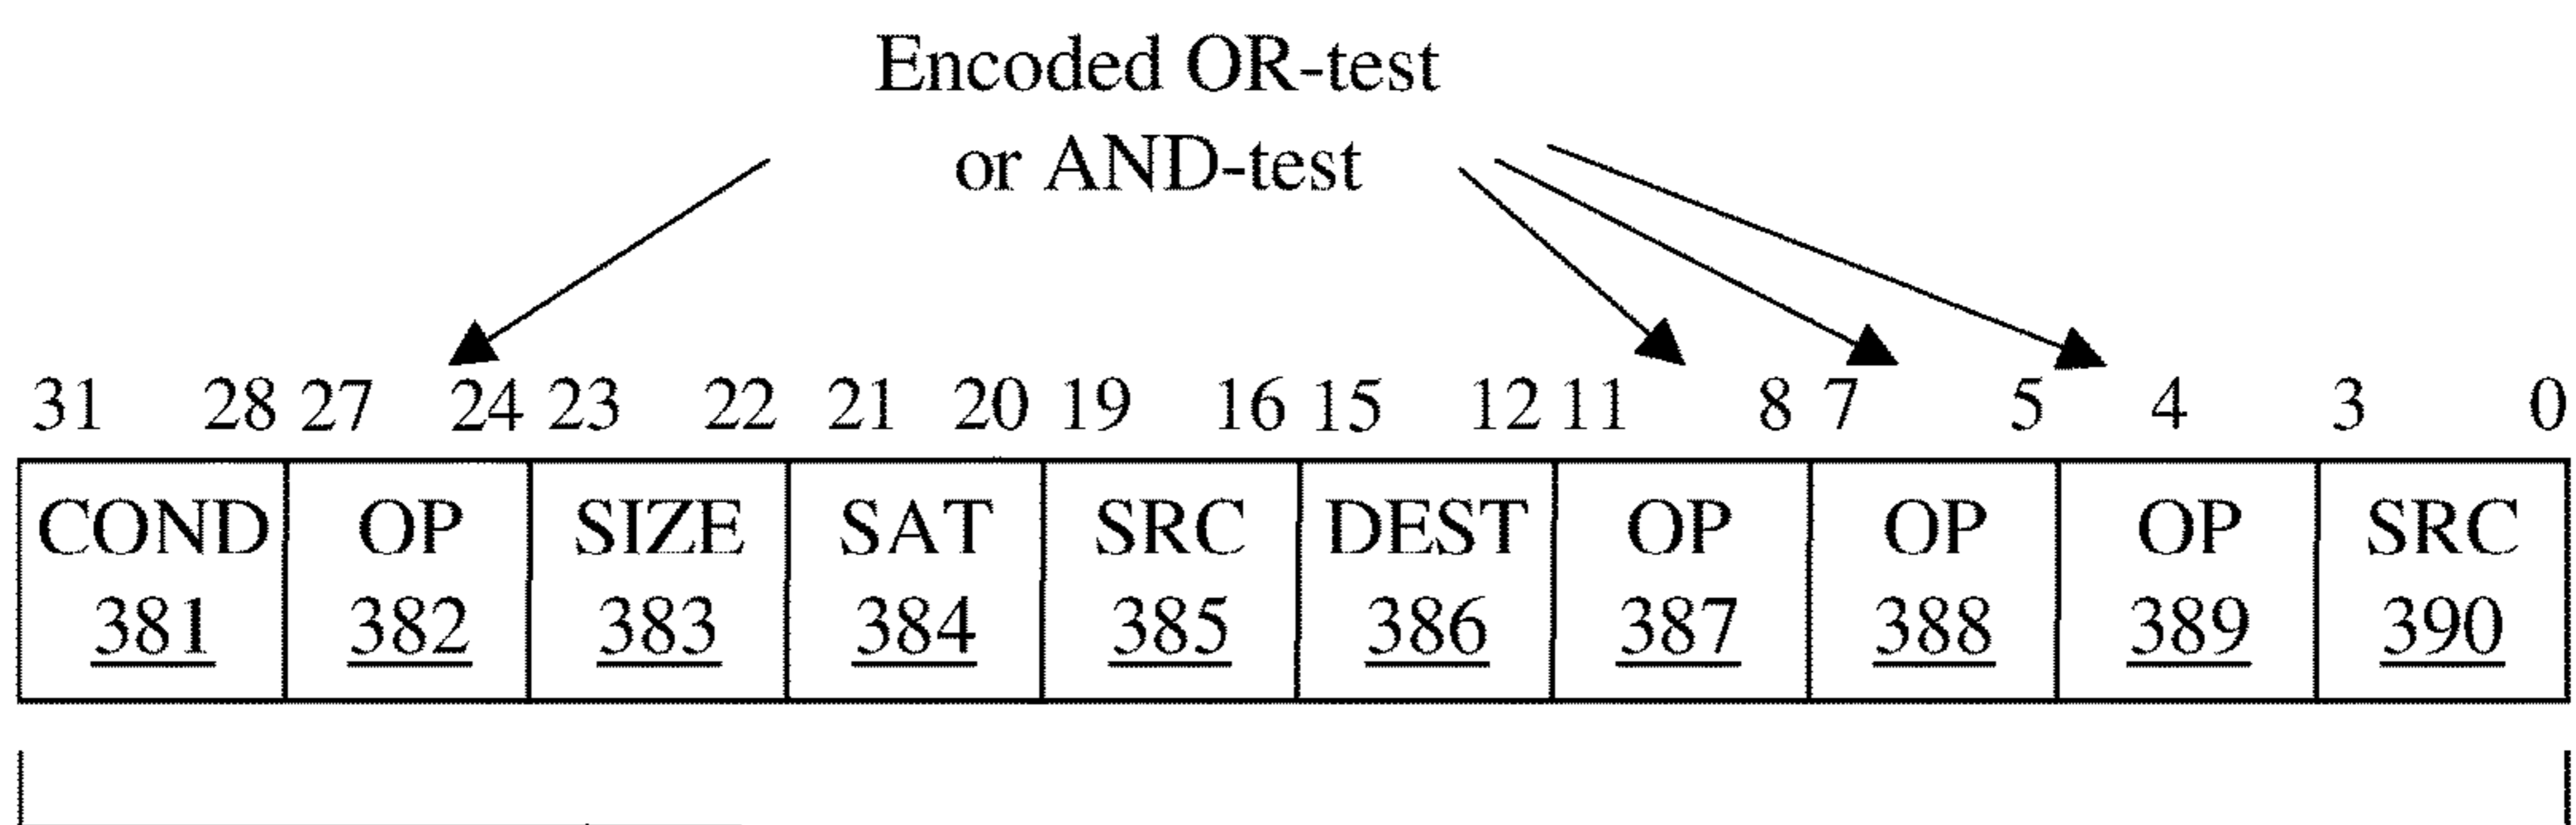 Encoded OR-test
or AND-test
31 28 27 24 23 22 21 20 19 16 15 12 11 8 7 5 4 3 0
COND OP SIZE SAT SRC DEST OP OP OP SRC
381 382 383 384 385 386 387 388 389 390